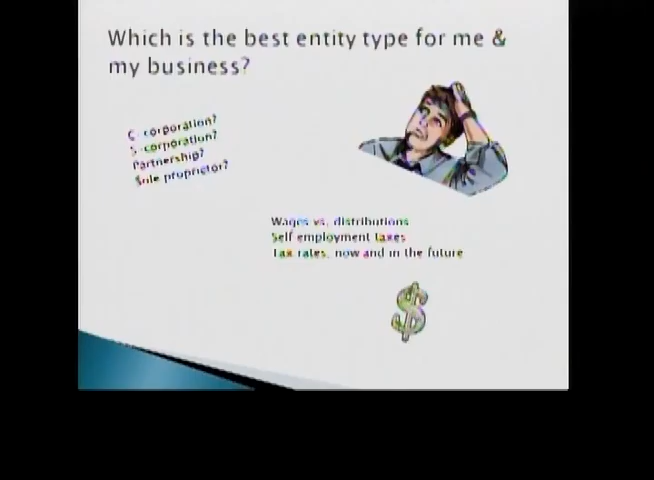 Which is the best entity type for me &
my business?
C corporation?
S-corporation?
Partnership?
Sole proprietor?
Wages vs. distributions
Self employment taxes
Tax rates, now and in the future
$